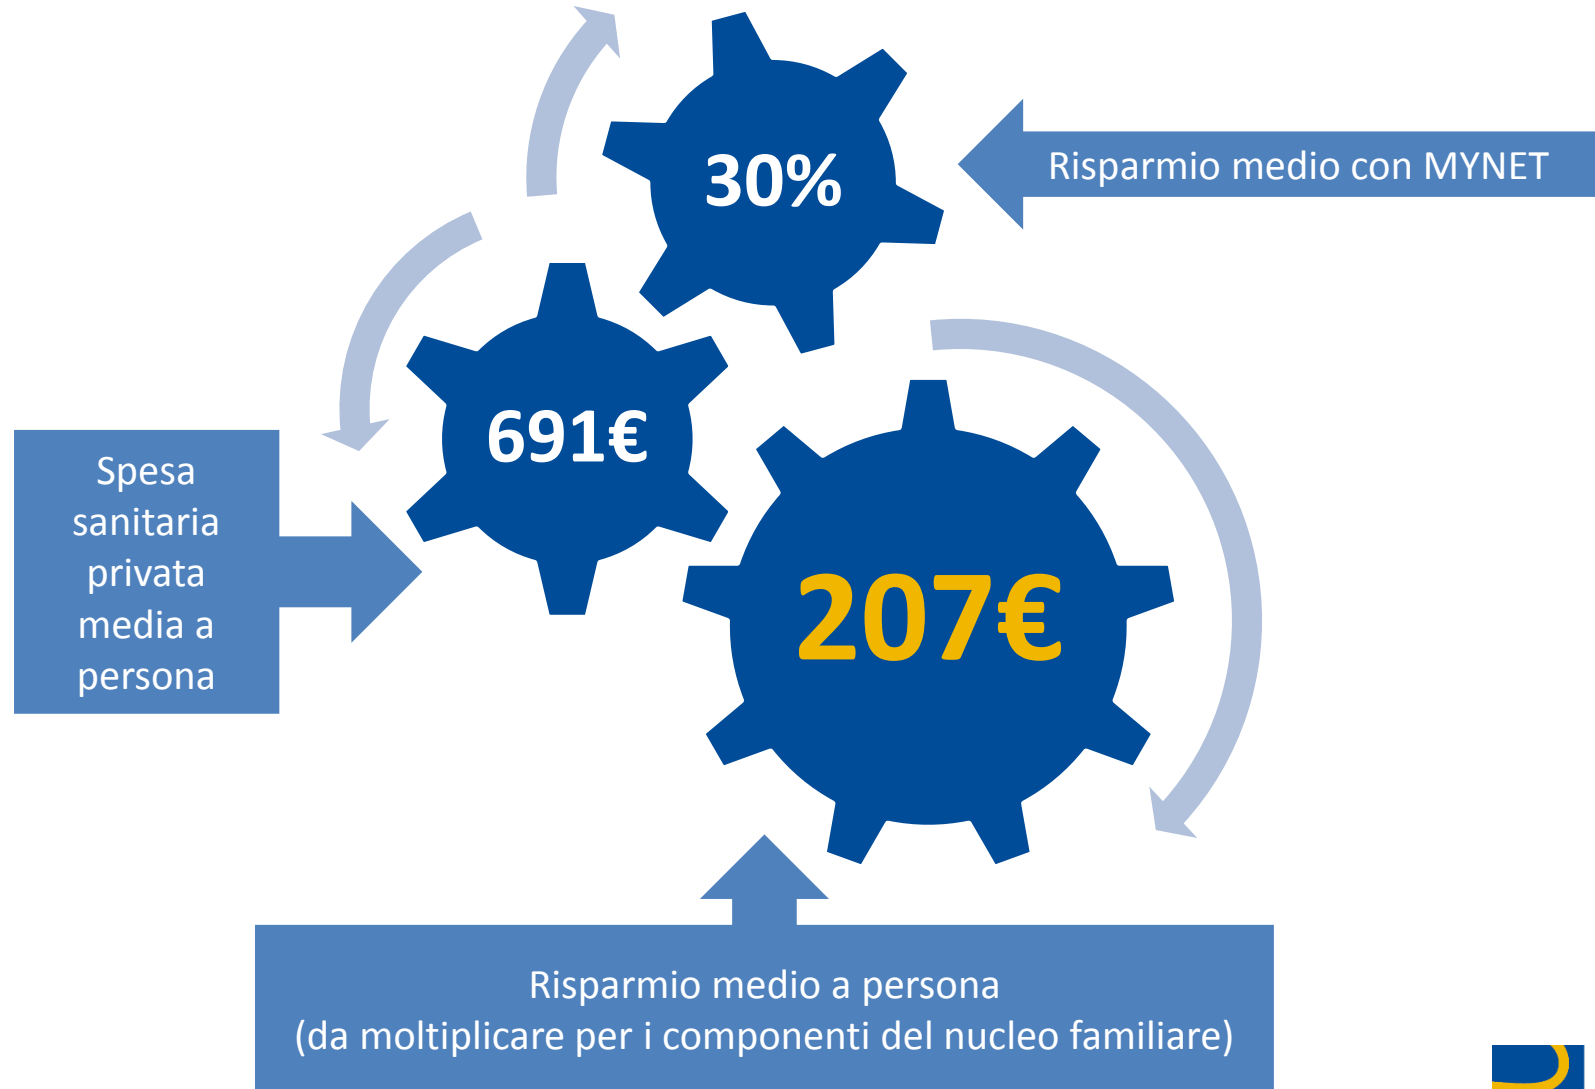 30%
Risparmio medio con MYNET
691€
Spesa
sanitaria
privata
media a
persona
207€
Risparmio medio a persona
(da moltiplicare per i componenti del nucleo familiare)